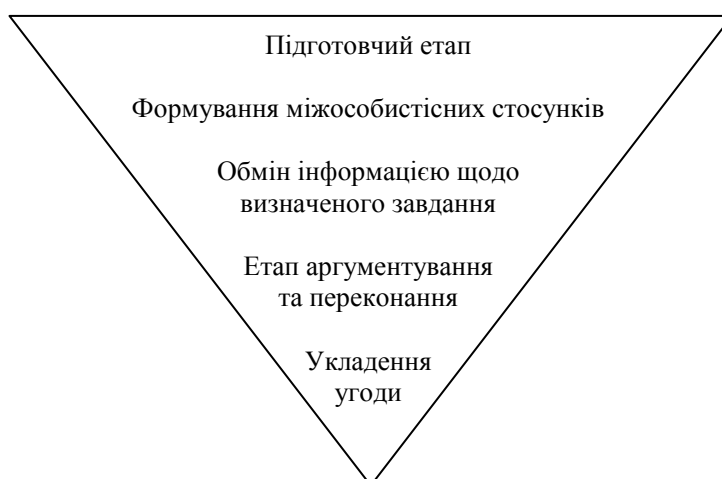 Підготовчий етап
Формування міжособистісних стосунків
Обмін інформацією щодо
визначеного завдання
Етап аргументування
та переконання
Укладення
угоди